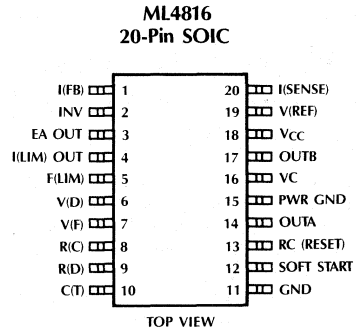 ML4816
20-Pin SOIC
I(FB) 1 20 I(SENSE)
INV 2 19 V(REF)
EA OUT 3 18 VCC
I(LIM) OUT 4 17 OUTB
F(LIM) 5 16 VC
V(D) 6 15 PWR GND
V(F) 7 14 OUTA
R(C) 8 13 RC (RESET)
R(D) 9 12 SOFT START
C(T) 10 11 GND
TOP VIEW